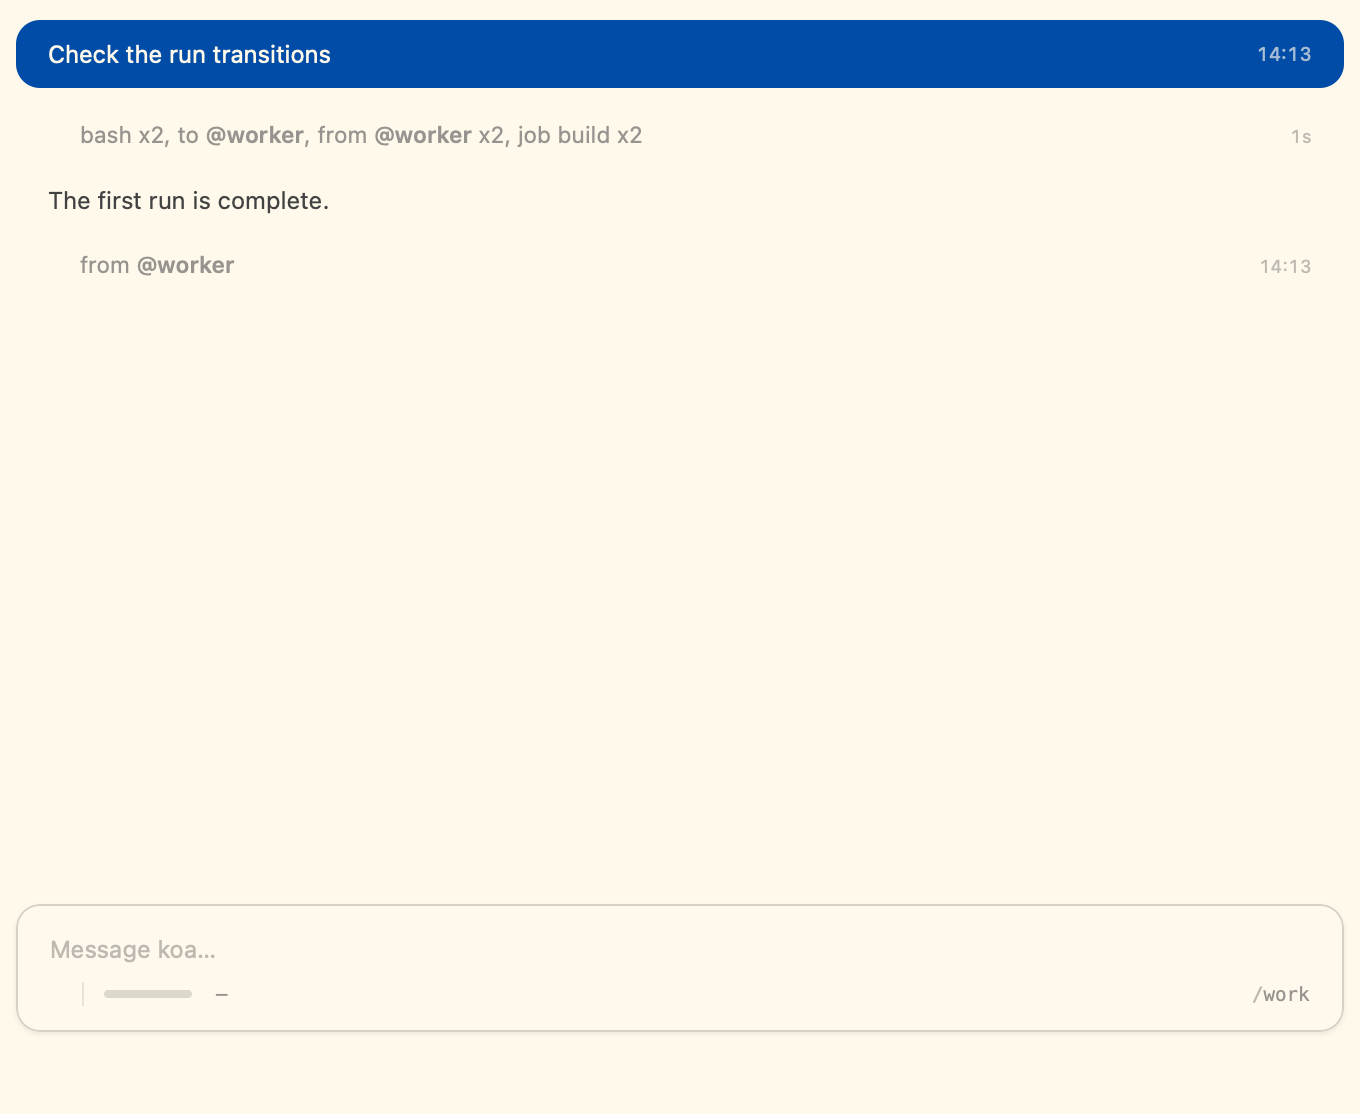 Check the run transitions 14:13
bash x2, to @worker, from @worker x2, job build x2 1s
The first run is complete.
from @worker 14:13
Message koa...
– /work